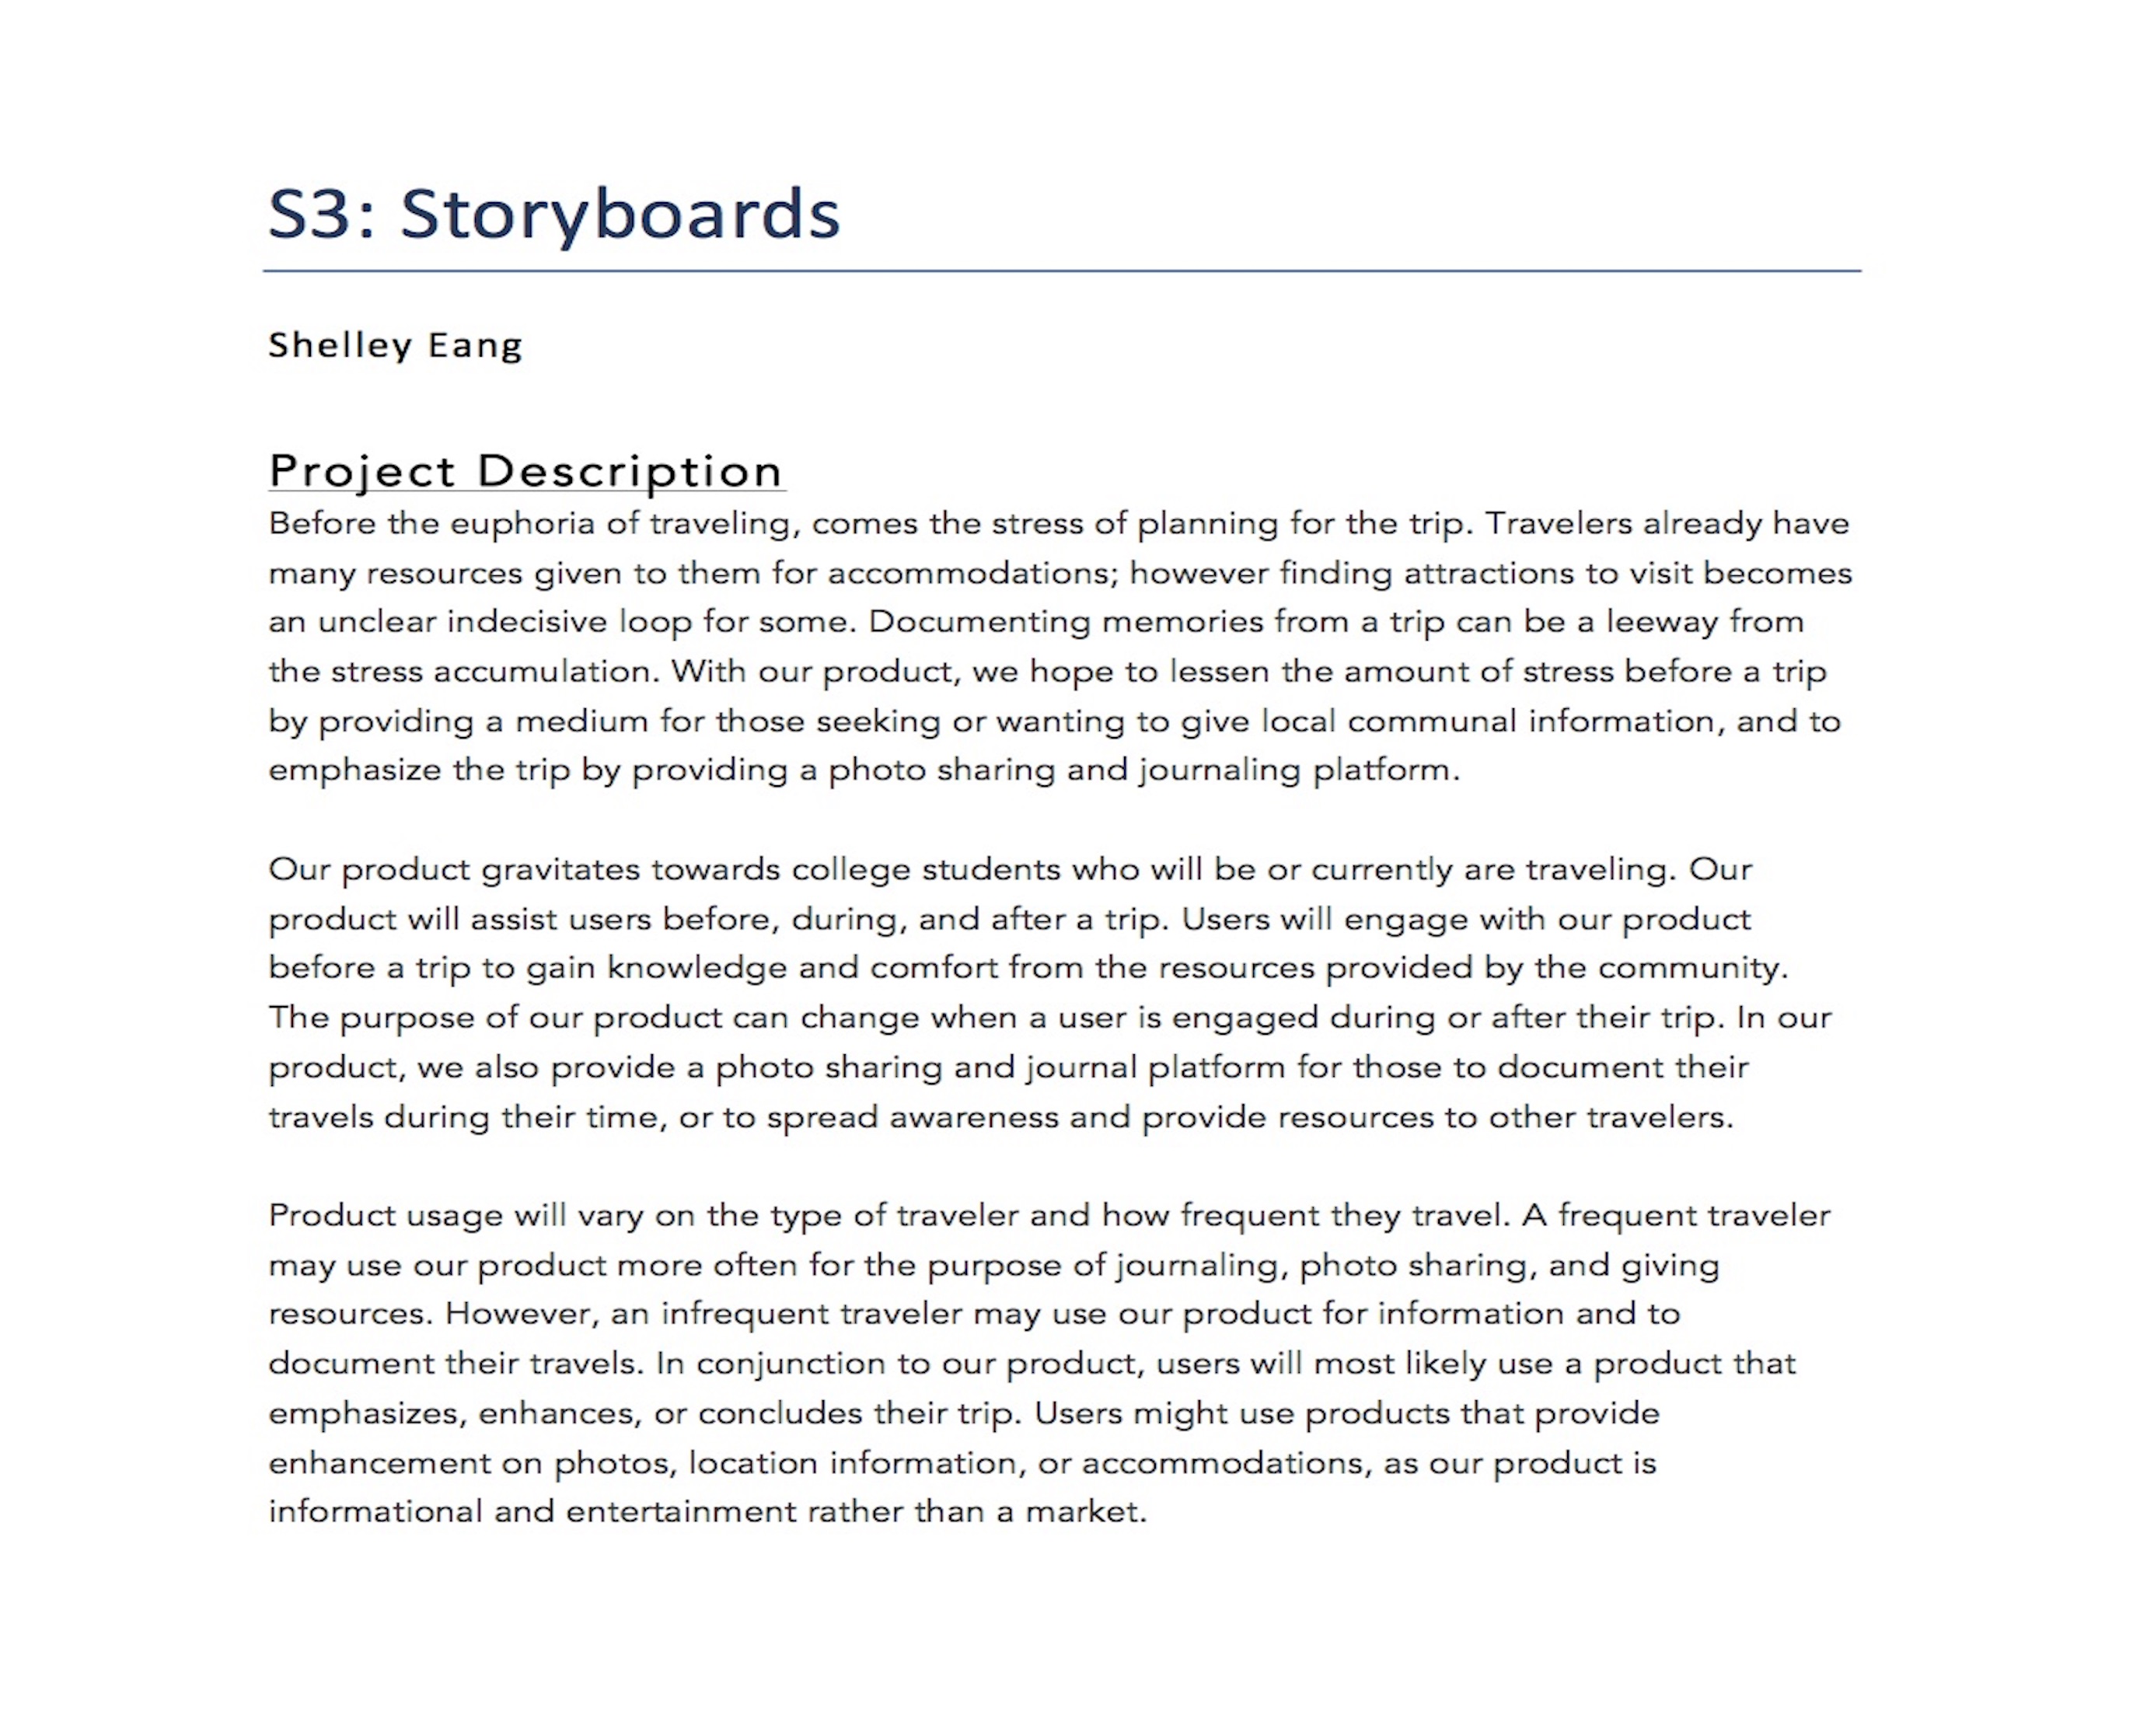 S3: Storyboards
Shelley Eang
Project Description
Before the euphoria of traveling, comes the stress of planning for the trip. Travelers already have
many resources given to them for accommodations; however finding attractions to visit becomes
an unclear indecisive loop for some. Documenting memories from a trip can be a leeway from
the stress accumulation. With our product, we hope to lessen the amount of stress before a trip
by providing a medium for those seeking or wanting to give local communal information, and to
emphasize the trip by providing a photo sharing and journaling platform.
Our product gravitates towards college students who will be or currently are traveling. Our
product will assist users before, during, and after a trip. Users will engage with our product
before a trip to gain knowledge and comfort from the resources provided by the community.
The purpose of our product can change when a user is engaged during or after their trip. In our
product, we also provide a photo sharing and journal platform for those to document their
travels during their time, or to spread awareness and provide resources to other travelers.
Product usage will vary on the type of traveler and how frequent they travel. A frequent traveler
may use our product more often for the purpose of journaling, photo sharing, and giving
resources. However, an infrequent traveler may use our product for information and to
document their travels. In conjunction to our product, users will most likely use a product that
emphasizes, enhances, or concludes their trip. Users might use products that provide
enhancement on photos, location information, or accommodations, as our product is
informational and entertainment rather than a market.